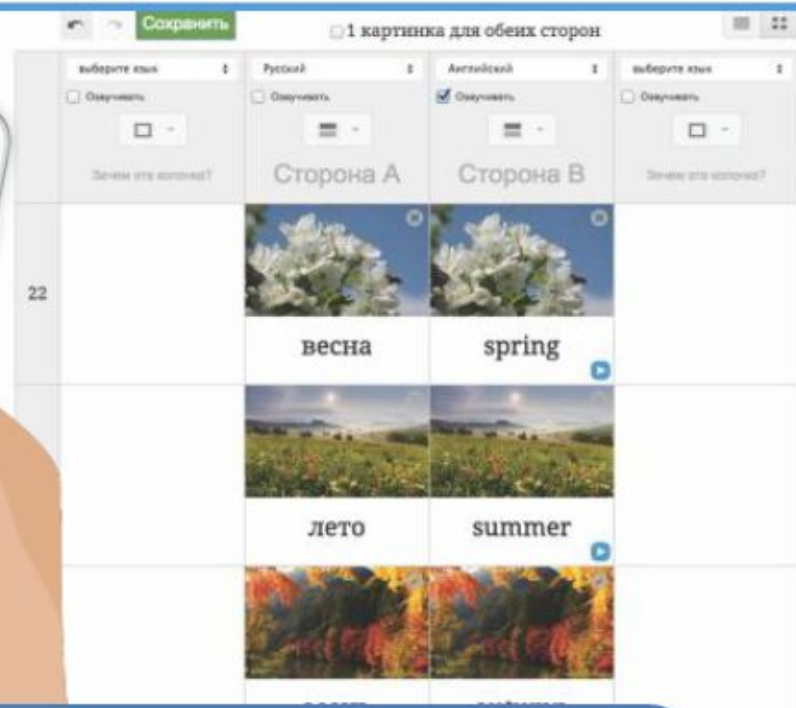 Сохранить
1 картинка для обеих сторон
выберите язык Русский Английский выберите язык
Озвучивать Озвучивать Озвучивать Озвучивать
Зачем эта колонка? Сторона А Сторона В Зачем эта колонка?
22
весна spring
лето summer